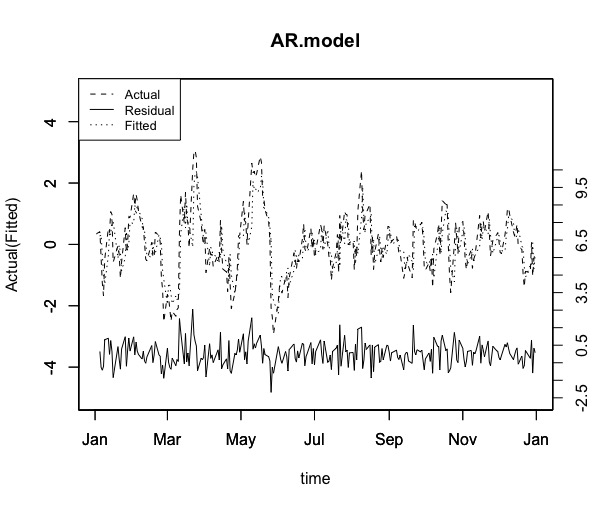 AR.model
Actual
Residual
Fitted
Actual(Fitted)
4
2
0
-2
-4
9.5
6.5
3.5
0.5
-2.5
Jan Mar May Jul Sep Nov Jan
time